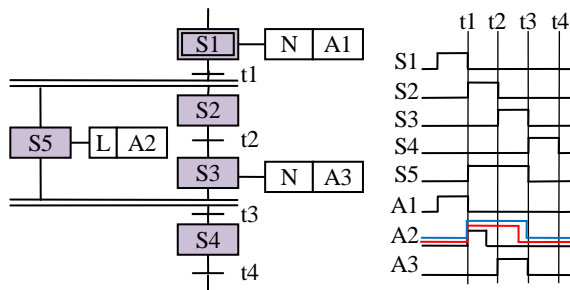 t1 t2 t3 t4
S1 N A1
t1
S1
S2
S2
S3
S5 L A2
t2
S4
S3 N A3
S5
t3
A1
S4
A2
t4
A3